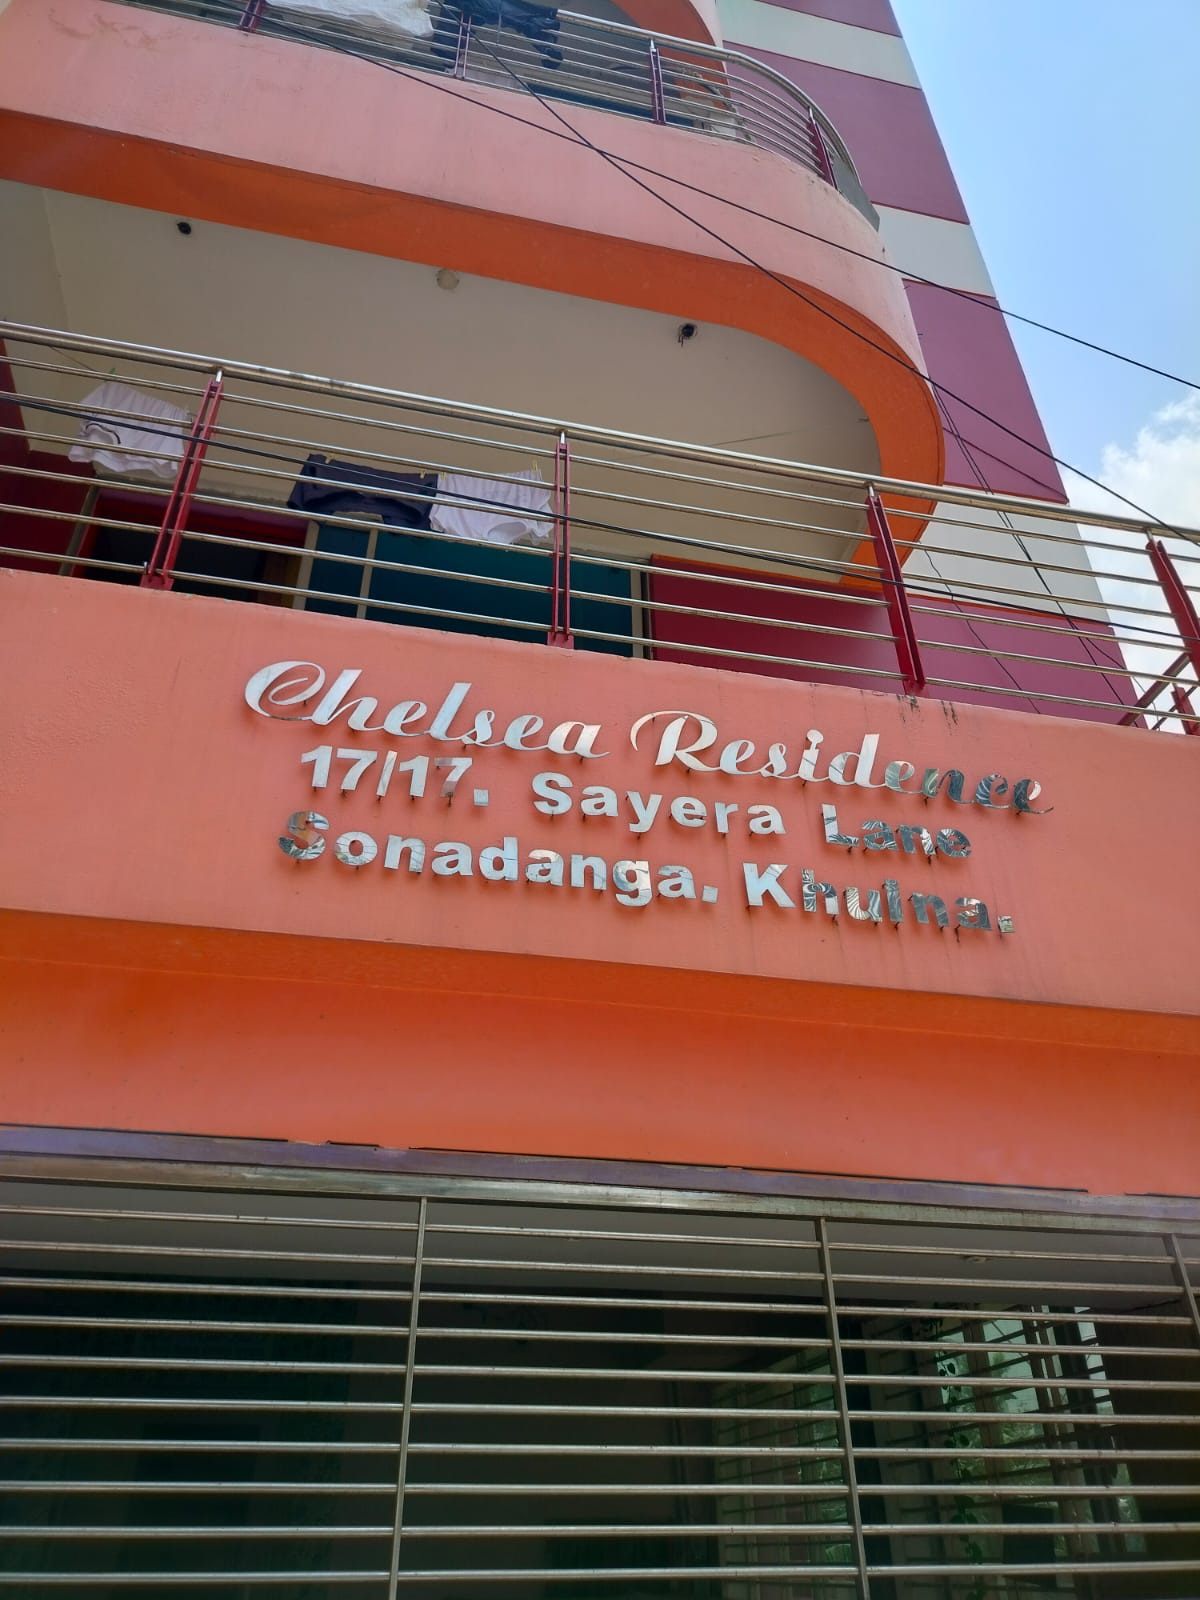 Chelsea Residence
17/17. Sayera Lane
Sonadanga. Khulna.